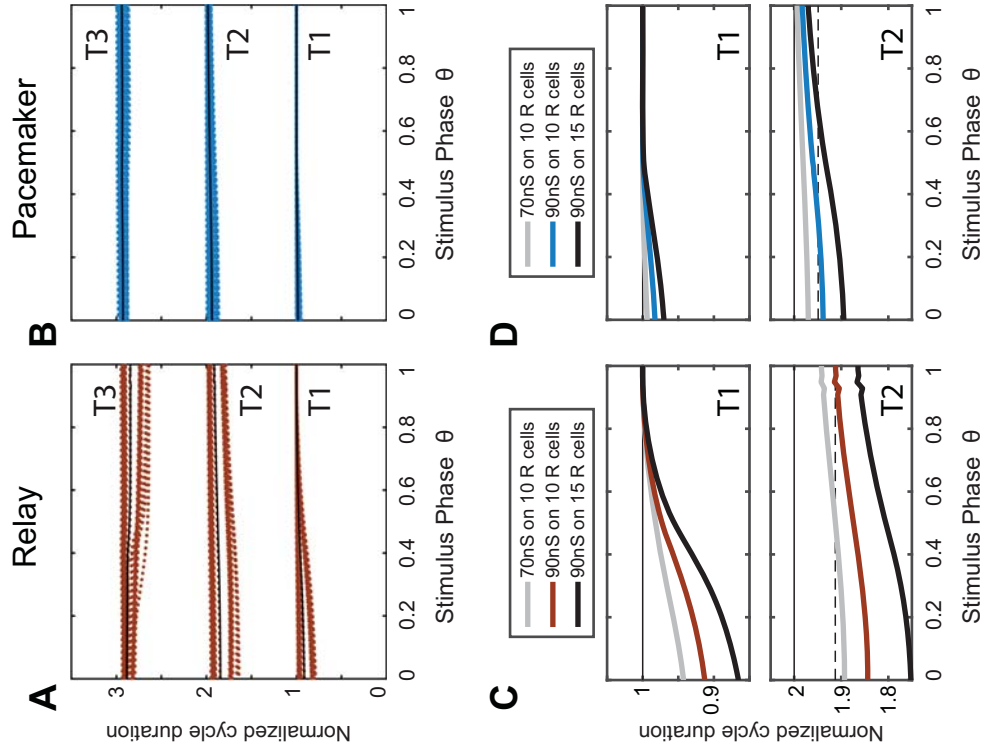 Relay
Pacemaker
A
Normalized cycle duration
3
2
1
0
T3
T2
T1
0
0.2
0.4
0.6
0.8
1
Stimulus Phase θ
B
T3
T2
T1
0
0.2
0.4
0.6
0.8
1
Stimulus Phase θ
C
70nS on 10 R cells
90nS on 10 R cells
90nS on 15 R cells
Normalized cycle duration
1
0.9
T1
2
1.9
1.8
T2
0
0.2
0.4
0.6
0.8
1
Stimulus Phase θ
D
70nS on 10 R cells
90nS on 10 R cells
90nS on 15 R cells
T1
T2
0
0.2
0.4
0.6
0.8
1
Stimulus Phase θ